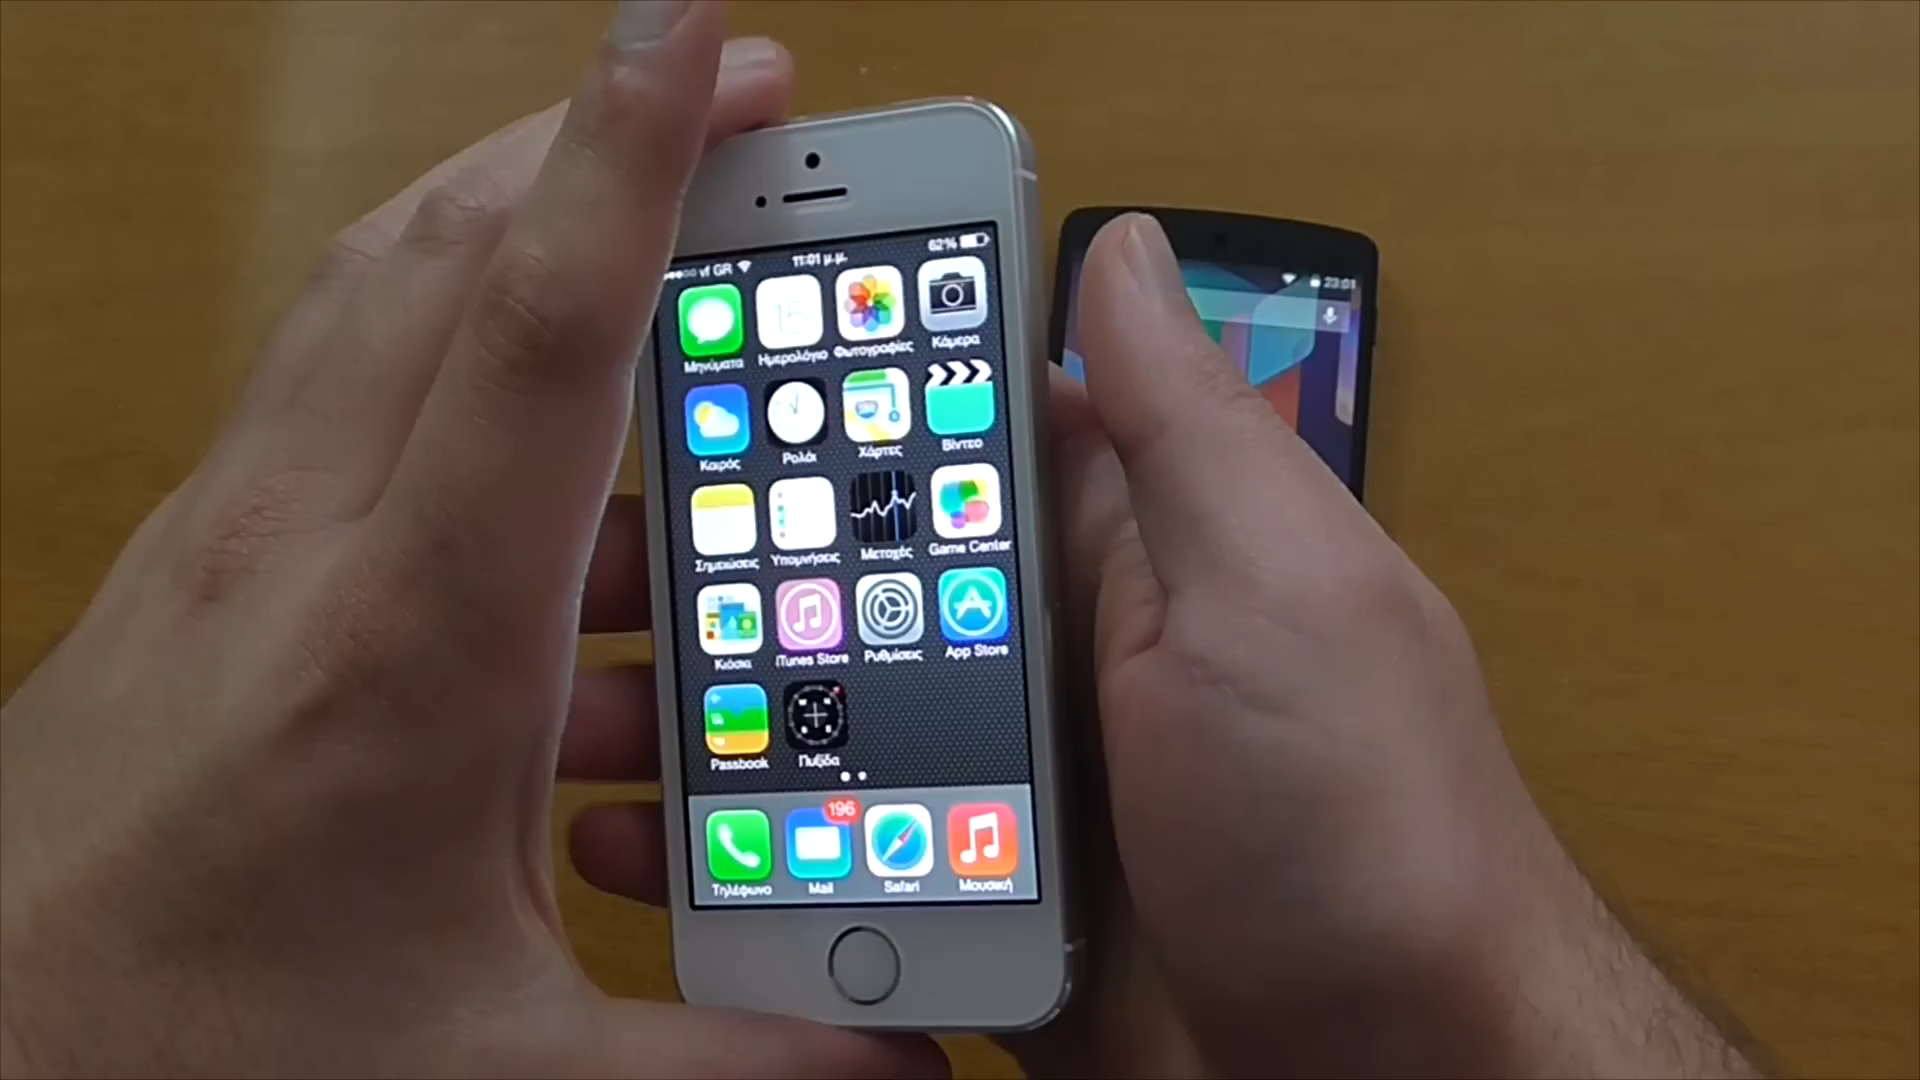 vf GR 11:01 μ.μ. 62%
23:01
15
Μηνύματα Ημερολόγιο Φωτογραφίες Κάμερα
Καιρός Ρολόι Χάρτες Βίντεο
Σημειώσεις Υπομνήσεις Μετοχές Game Center
Κιόσκι iTunes Store Ρυθμίσεις App Store
Passbook Πυξίδα
196
Τηλέφωνο Mail Safari Μουσική